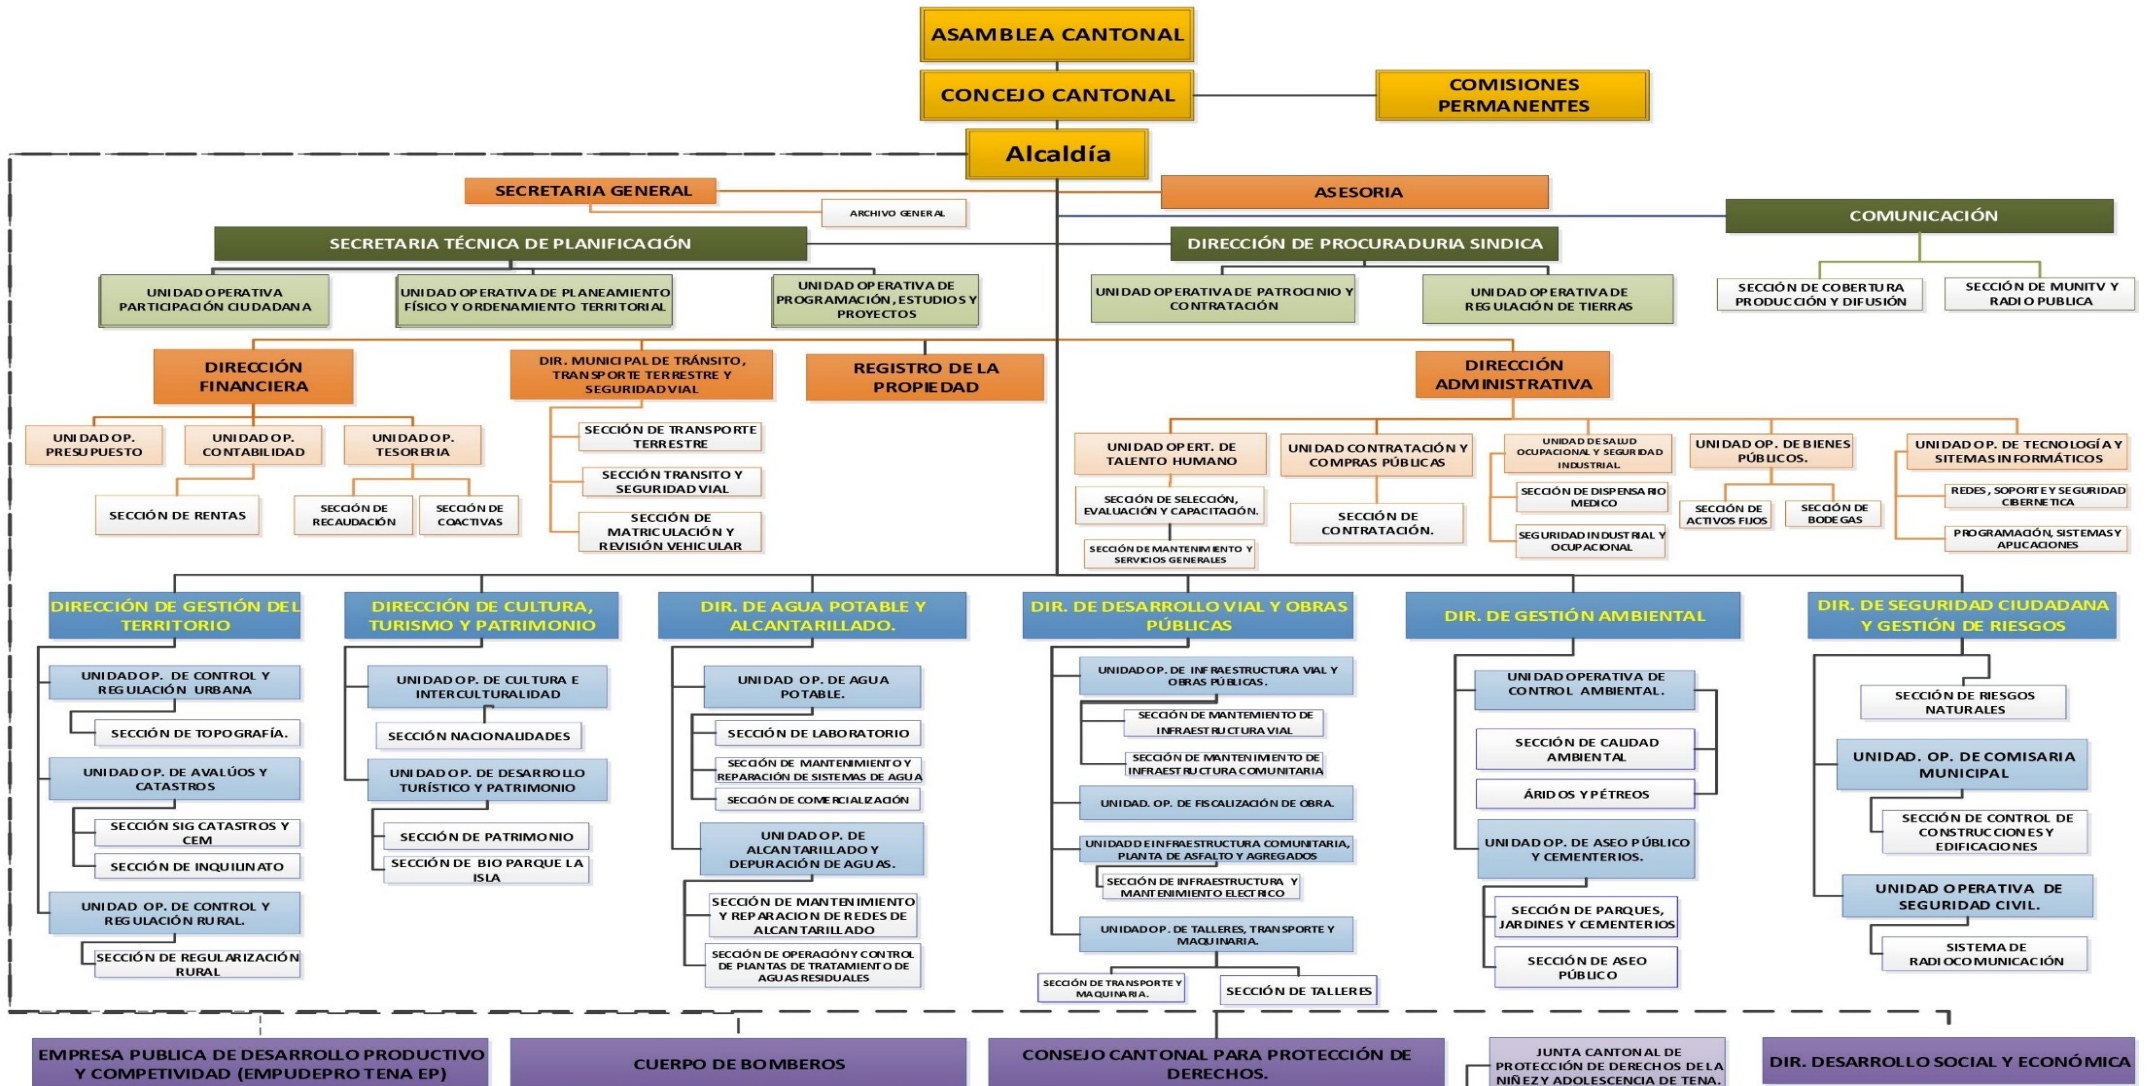 ASAMBLEA CANTONAL
CONCEJO CANTONAL
COMISIONES
PERMANENTES
Alcaldía
SECRETARIA GENERAL
ASESORIA
ARCHIVO GENERAL
COMUNICACIÓN
SECRETARIA TÉCNICA DE PLANIFICACIÓN
DIRECCIÓN DE PROCURADURIA SINDICA
UNIDAD OPERATIVA
PARTICIPACIÓN CIUDADANA
UNIDAD OPERATIVA DE PLANEAMIENTO
FÍSICO Y ORDENAMIENTO TERRITORIAL
UNIDAD OPERATIVA DE
PROGRAMACIÓN, ESTUDIOS Y
PROYECTOS
UNIDAD OPERATIVA DE PATROCINIO Y
CONTRATACIÓN
UNIDAD OPERATIVA DE
REGULACIÓN DE TIERRAS
SECCIÓN DE COBERTURA
PRODUCCIÓN Y DIFUSIÓN
SECCIÓN DE MUNITV Y
RADIO PUBLICA
DIRECCIÓN
FINANCIERA
DIR. MUNICIPAL DE TRÁNSITO,
TRANSPORTE TERRESTRE Y
SEGURIDAD VIAL
REGISTRO DE LA
PROPIEDAD
DIRECCIÓN
ADMINISTRATIVA
UNIDAD OP.
PRESUPUESTO
UNIDAD OP.
CONTABILIDAD
UNIDAD OP.
TESORERIA
SECCIÓN DE RENTAS
SECCIÓN DE
RECAUDACIÓN
SECCIÓN DE
COACTIVAS
SECCIÓN DE TRANSPORTE
TERRESTRE
SECCIÓN TRANSITO Y
SEGURIDAD VIAL
SECCIÓN DE
MATRICULACIÓN Y
REVISIÓN VEHICULAR
UNIDAD OPERT. DE
TALENTO HUMANO
SECCIÓN DE SELECCIÓN,
EVALUACIÓN Y CAPACITACIÓN.
SECCIÓN DE MANTENIMIENTO Y
SERVICIOS GENERALES
UNIDAD CONTRATACIÓN Y
COMPRAS PÚBLICAS
SECCIÓN DE
CONTRATACIÓN.
UNIDAD DE SALUD
OCUPACIONAL Y SEGURIDAD
INDUSTRIAL.
SECCIÓN DE DISPENSARIO
MEDICO
SEGURIDAD INDUSTRIAL Y
OCUPACIONAL
UNIDAD OP. DE BIENES
PÚBLICOS.
SECCIÓN DE
ACTIVOS FIJOS
SECCIÓN DE
BODEGAS
UNIDAD OP. DE TECNOLOGÍA Y
SITEMAS INFORMÁTICOS
REDES, SOPORTE Y SEGURIDAD
CIBERNETICA
PROGRAMACIÓN, SISTEMAS Y
APLICACIONES
DIRECCIÓN DE GESTIÓN DEL
TERRITORIO
UNIDAD OP. DE CONTROL Y
REGULACIÓN URBANA
SECCIÓN DE TOPOGRAFÍA.
UNIDAD OP. DE AVALÚOS Y
CATASTROS
SECCIÓN SIG CATASTROS Y
CEM
SECCIÓN DE INQUILINATO
UNIDAD OP. DE CONTROL Y
REGULACIÓN RURAL.
SECCIÓN DE REGULARIZACIÓN
RURAL
DIRECCIÓN DE CULTURA,
TURISMO Y PATRIMONIO
UNIDAD OP. DE CULTURA E
INTERCULTURALIDAD
SECCIÓN NACIONALIDADES
UNIDAD OP. DE DESARROLLO
TURÍSTICO Y PATRIMONIO
SECCIÓN DE PATRIMONIO
SECCIÓN DE BIO PARQUE LA
ISLA
DIR. DE AGUA POTABLE Y
ALCANTARILLADO.
UNIDAD OP. DE AGUA
POTABLE.
SECCIÓN DE LABORATORIO
SECCIÓN DE MANTENIMIENTO Y
REPARACIÓN DE SISTEMAS DE AGUA
SECCIÓN DE COMERCIALIZACIÓN
UNIDAD OP. DE
ALCANTARILLADO Y
DEPURACIÓN DE AGUAS.
SECCIÓN DE MANTENIMIENTO
Y REPARACION DE REDES DE
ALCANTARILLADO
SECCIÓN DE OPERACIÓN Y CONTROL
DE PLANTAS DE TRATAMIENTO DE
AGUAS RESIDUALES
DIR. DE DESARROLLO VIAL Y OBRAS
PÚBLICAS
UNIDAD OP. DE INFRAESTRUCTURA VIAL Y
OBRAS PÚBLICAS.
SECCIÓN DE MANTEMIENTO DE
INFRAESTRUCTURA VIAL
SECCIÓN DE MANTENIMIENTO DE
INFRAESTRUCTURA COMUNITARIA
UNIDAD. OP. DE FISCALIZACIÓN DE OBRA.
UNIDAD DE INFRAESTRUCTURA COMUNITARIA,
PLANTA DE ASFALTO Y AGREGADOS
SECCIÓN DE INFRAESTRUCTURA Y
MANTENIMIENTO ELECTRICO
UNIDAD OP. DE TALLERES, TRANSPORTE Y
MAQUINARIA.
SECCIÓN DE TRANSPORTE Y
MAQUINARIA.
SECCIÓN DE TALLERES
DIR. DE GESTIÓN AMBIENTAL
UNIDAD OPERATIVA DE
CONTROL AMBIENTAL.
SECCIÓN DE CALIDAD
AMBIENTAL
ÁRIDOS Y PÉTREOS
UNIDAD OP. DE ASEO PÚBLICO
Y CEMENTERIOS.
SECCIÓN DE PARQUES,
JARDINES Y CEMENTERIOS
SECCIÓN DE ASEO
PÚBLICO
DIR. DE SEGURIDAD CIUDADANA
Y GESTIÓN DE RIESGOS
SECCIÓN DE RIESGOS
NATURALES
UNIDAD. OP. DE COMISARIA
MUNICIPAL
SECCIÓN DE CONTROL DE
CONSTRUCCIONES Y
EDIFICACIONES
UNIDAD OPERATIVA DE
SEGURIDAD CIVIL.
SISTEMA DE
RADIOCOMUNICACIÓN
EMPRESA PUBLICA DE DESARROLLO PRODUCTIVO
Y COMPETIVIDAD (EMPUDEPRO TENA EP)
CUERPO DE BOMBEROS
CONSEJO CANTONAL PARA PROTECCIÓN DE
DERECHOS.
JUNTA CANTONAL DE
PROTECCIÓN DE DERECHOS DE LA
NIÑEZ Y ADOLESCENCIA DE TENA.
DIR. DESARROLLO SOCIAL Y ECONÓMICA